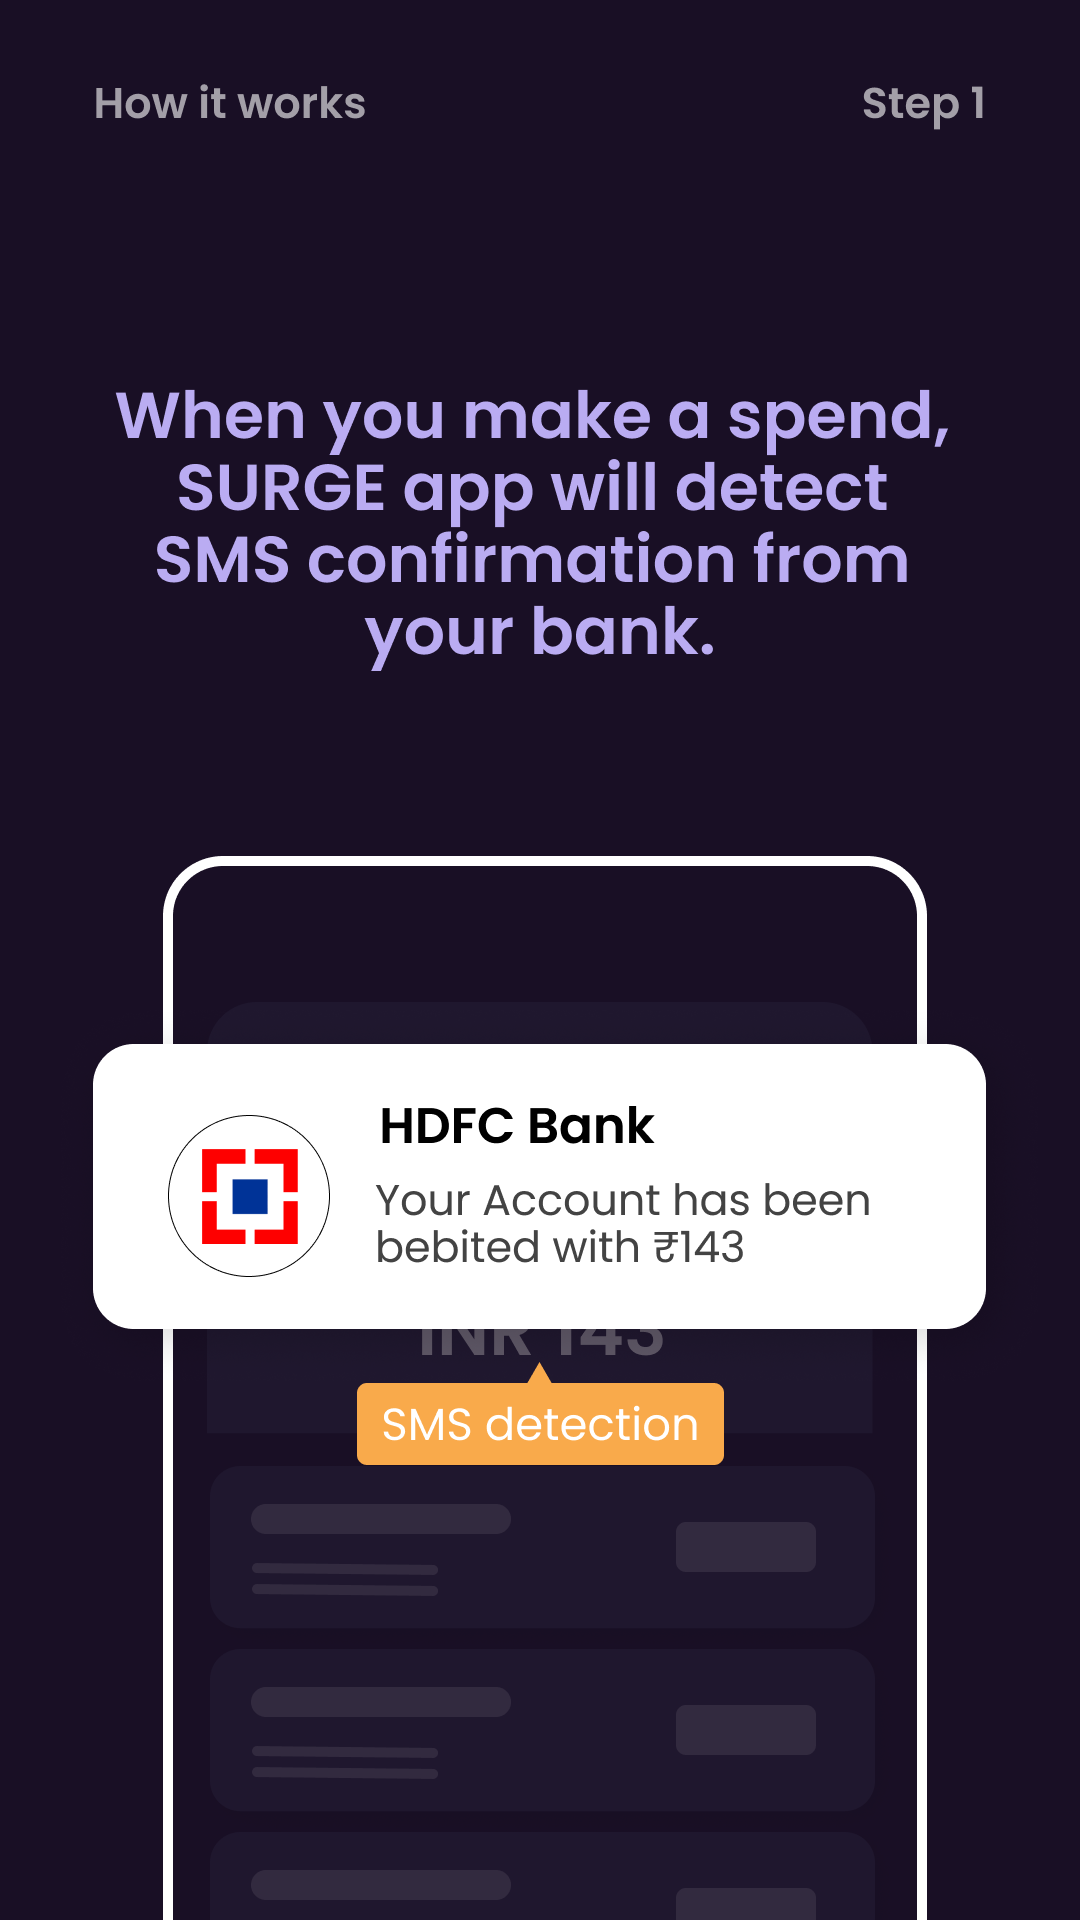 How it works
Step 1
When you make a spend,
SURGE app will detect
SMS confirmation from
your bank.
HDFC Bank
Your Account has been
bebited with ₹143
INR 143
SMS detection